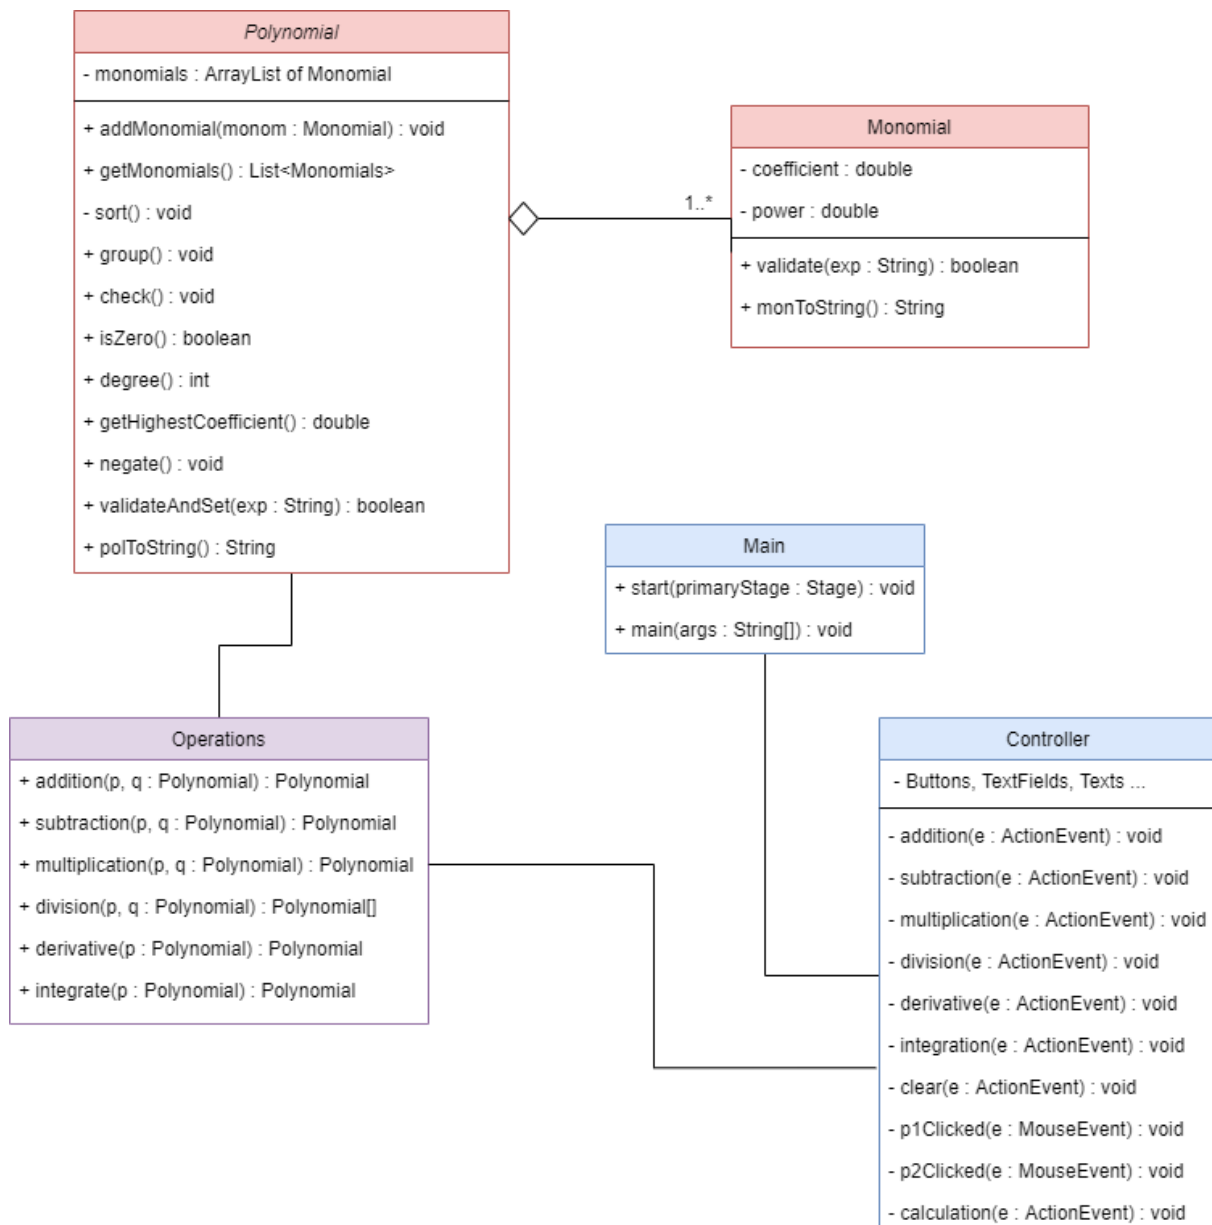 Polynomial
- monomials : ArrayList of Monomial
+ addMonomial(monom : Monomial) : void
+ getMonomials() : List<Monomials>
- sort() : void
+ group() : void
+ check() : void
+ isZero() : boolean
+ degree() : int
+ getHighestCoefficient() : double
+ negate() : void
+ validateAndSet(exp : String) : boolean
+ polToString() : String
1..*
Monomial
- coefficient : double
- power : double
+ validate(exp : String) : boolean
+ monToString() : String
Main
+ start(primaryStage : Stage) : void
+ main(args : String[]) : void
Operations
+ addition(p, q : Polynomial) : Polynomial
+ subtraction(p, q : Polynomial) : Polynomial
+ multiplication(p, q : Polynomial) : Polynomial
+ division(p, q : Polynomial) : Polynomial[]
+ derivative(p : Polynomial) : Polynomial
+ integrate(p : Polynomial) : Polynomial
Controller
- Buttons, TextFields, Texts ...
- addition(e : ActionEvent) : void
- subtraction(e : ActionEvent) : void
- multiplication(e : ActionEvent) : void
- division(e : ActionEvent) : void
- derivative(e : ActionEvent) : void
- integration(e : ActionEvent) : void
- clear(e : ActionEvent) : void
- p1Clicked(e : MouseEvent) : void
- p2Clicked(e : MouseEvent) : void
- calculation(e : ActionEvent) : void